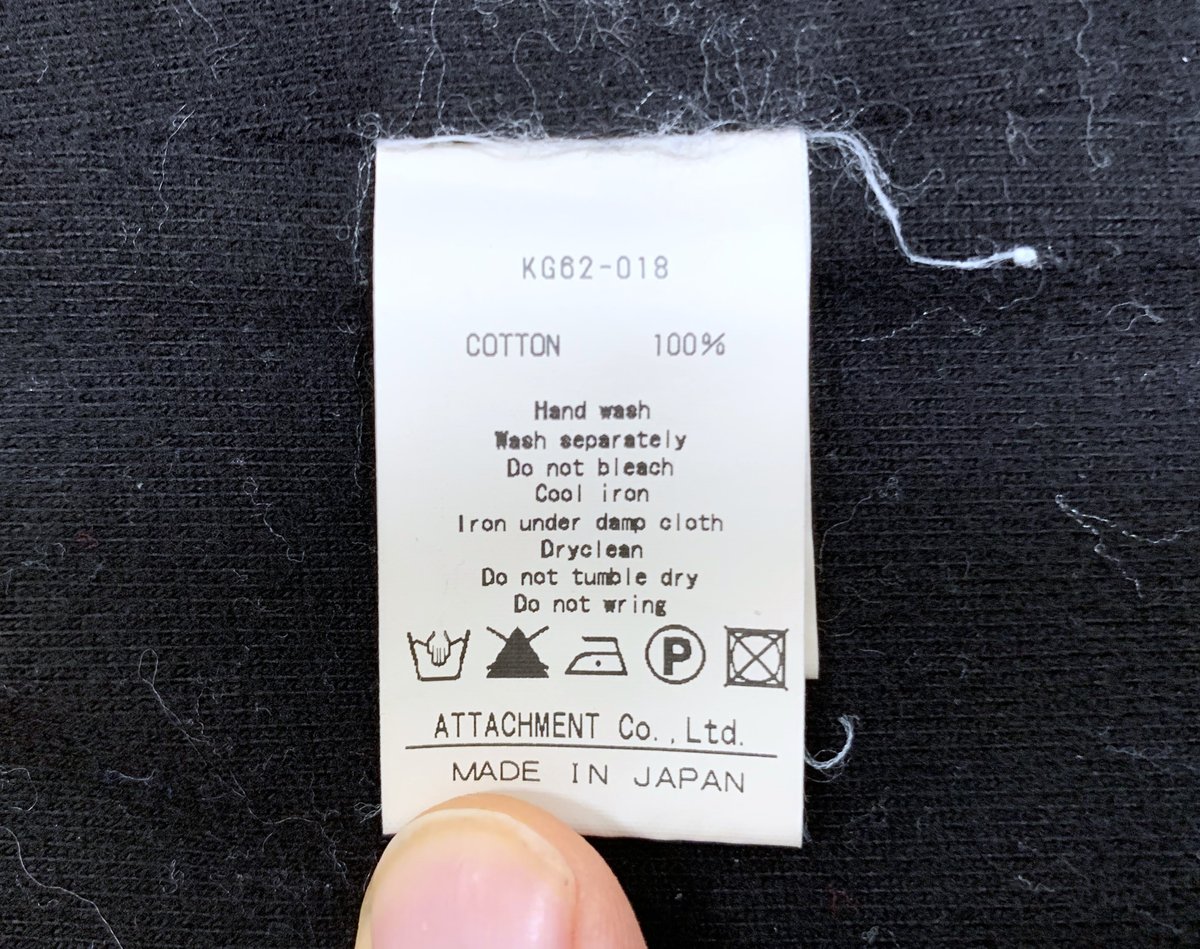 KG62-018
COTTON 100%
Hand wash
Wash separately
Do not bleach
Cool iron
Iron under damp cloth
Dryclean
Do not tumble dry
Do not wring
P
ATTACHMENT Co.,Ltd.
MADE IN JAPAN